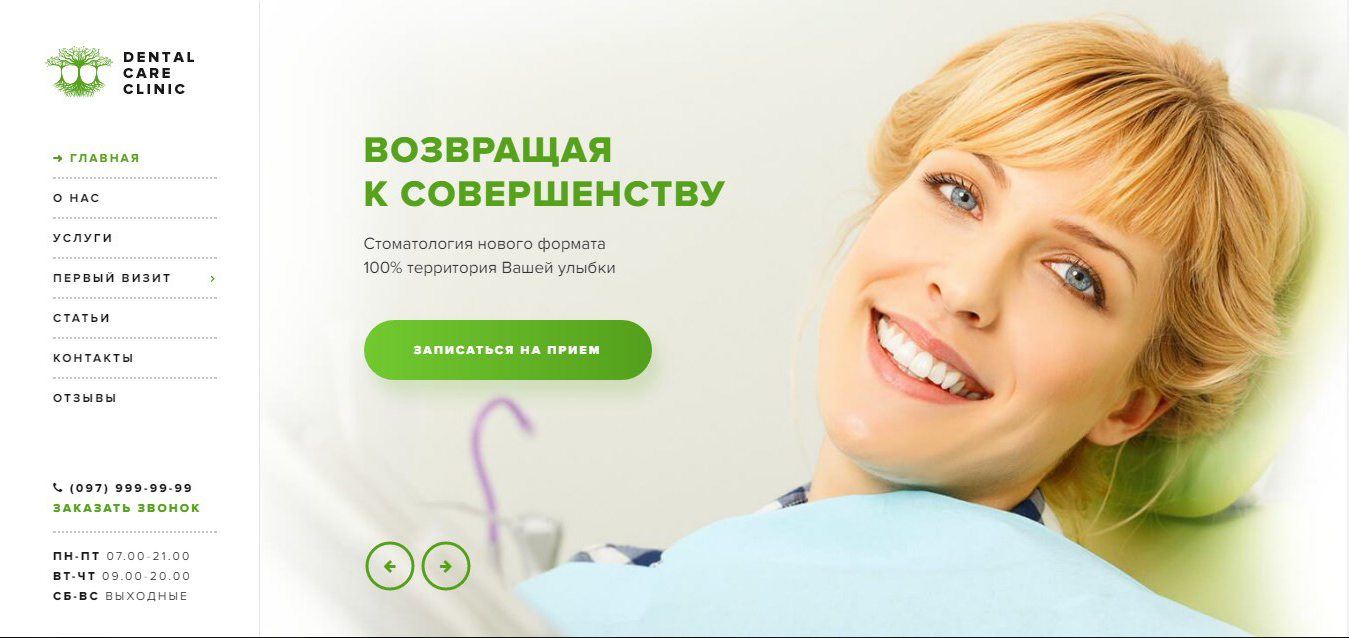 DENTAL
CARE
CLINIC
ГЛАВНАЯ
О НАС
УСЛУГИ
ПЕРВЫЙ ВИЗИТ
СТАТЬИ
КОНТАКТЫ
ОТЗЫВЫ
(097) 999-99-99
ЗАКАЗАТЬ ЗВОНОК
ПН-ПТ 07.00-21.00
ВТ-ЧТ 09.00-20.00
СБ-ВС ВЫХОДНЫЕ
ВОЗВРАЩАЯ
К СОВЕРШЕНСТВУ
Стоматология нового формата
100% территория Вашей улыбки
ЗАПИСАТЬСЯ НА ПРИЕМ